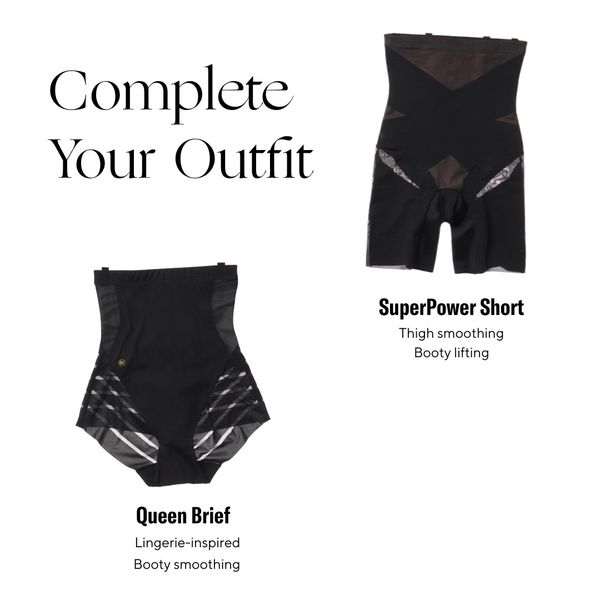 Complete
Your Outfit
SuperPower Short
Thigh smoothing
Booty lifting
Queen Brief
Lingerie-inspired
Booty smoothing